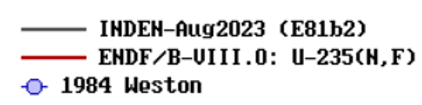 INDEN-Aug2023 (E81b2)
ENDF/B-VIII.0: U-235(N,F)
1984 Weston